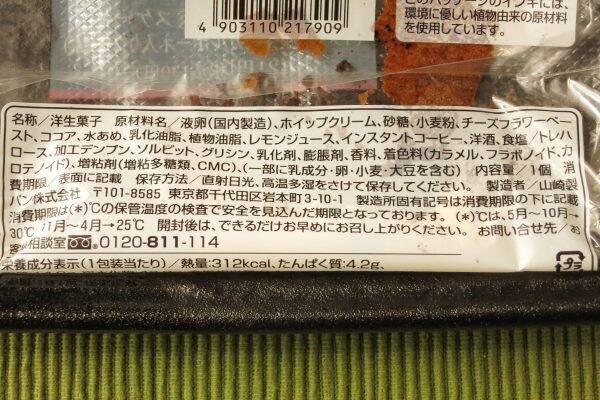 4903110217909
このパッケージのインキには、
環境に優しい植物由来の原材料
を使用しています。
名称／洋生菓子 原材料名／液卵(国内製造)、ホイップクリーム、砂糖、小麦粉、チーズフラワーペー
スト、ココア、水あめ、乳化油脂、植物油脂、レモンジュース、インスタントコーヒー、洋酒、食塩／トレハ
ロース、加工デンプン、ソルビット、グリシン、乳化剤、膨脹剤、香料、着色料(カラメル、フラボノイド、カ
ロテノイド)、増粘剤(増粘多糖類、CMC)、(一部に乳成分・卵・小麦・大豆を含む) 内容量／1個 消
費期限／表面に記載 保存方法／直射日光、高温多湿をさけて保存してください。 製造者／山崎製
パン株式会社 〒101-8585 東京都千代田区岩本町3-10-1 製造所固有記号は消費期限の下に記載
消費期限は(*)℃の保管温度の検査で安全を見込んだ期限となっております。 (*)℃は、5月〜10月→
30℃ 11月〜4月→25℃ 開封後は、できるだけお早めにお召し上がりください。 お問い合せ先／お
客様相談室 0120-811-114
栄養成分表示(1包装当たり)／熱量:312kcal、たんぱく質:4.2g、
プラ